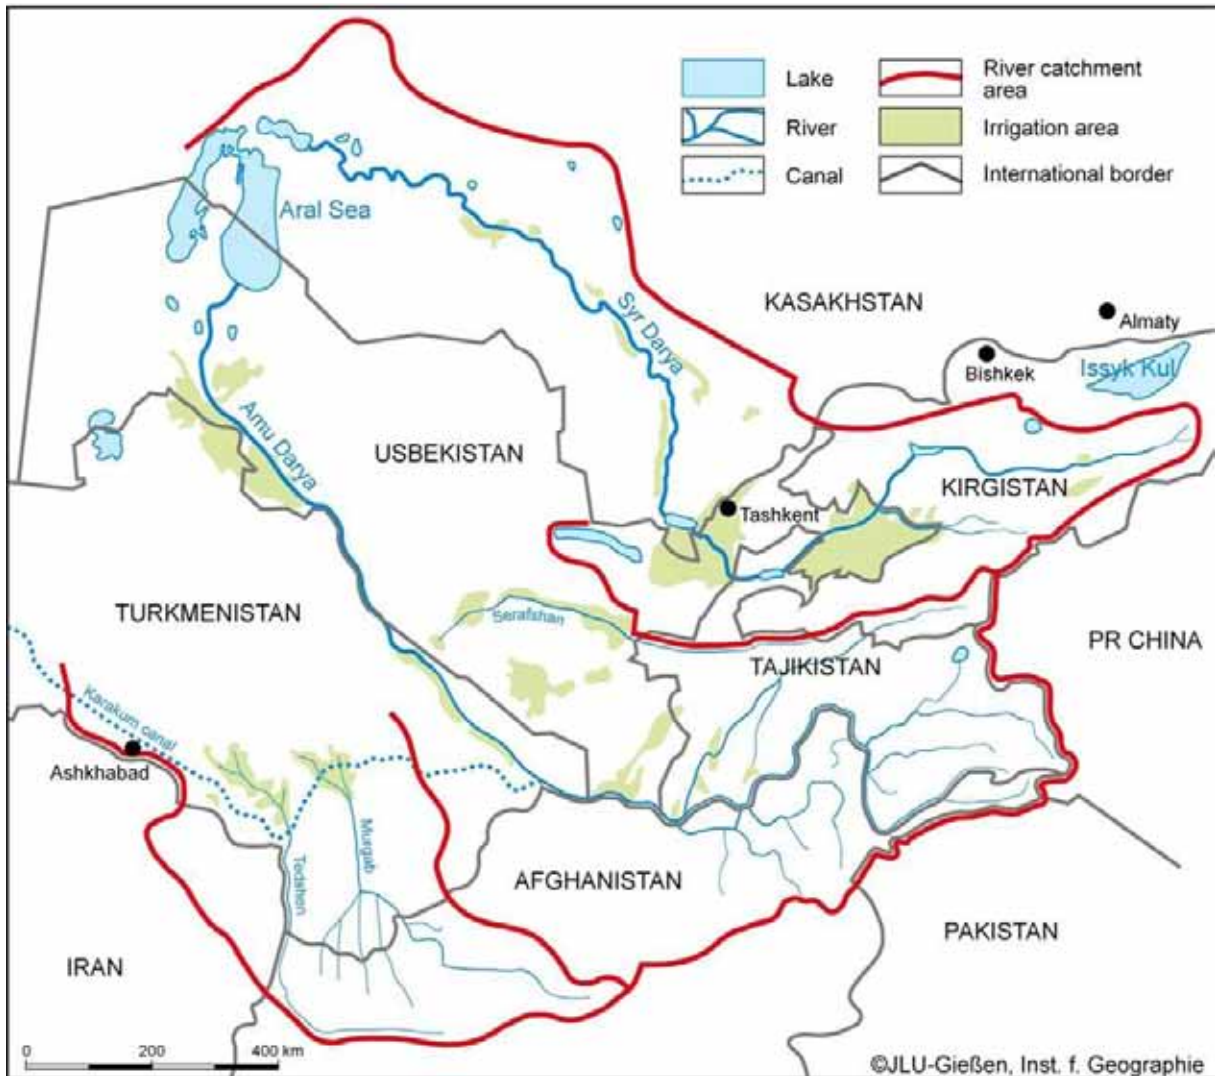 Lake
River catchment
area
River
Irrigation area
Canal
International border
Aral Sea
Syr Darya
KASAKHSTAN
Almaty
Bishkek
Issyk Kul
Amu Darya
USBEKISTAN
KIRGISTAN
Tashkent
TURKMENISTAN
Serafshan
TAJIKISTAN
PR CHINA
Karakum canal
Ashkhabad
Tedshen
Murgab
AFGHANISTAN
PAKISTAN
IRAN
0 200 400 km
©JLU-Gießen, Inst. f. Geographie